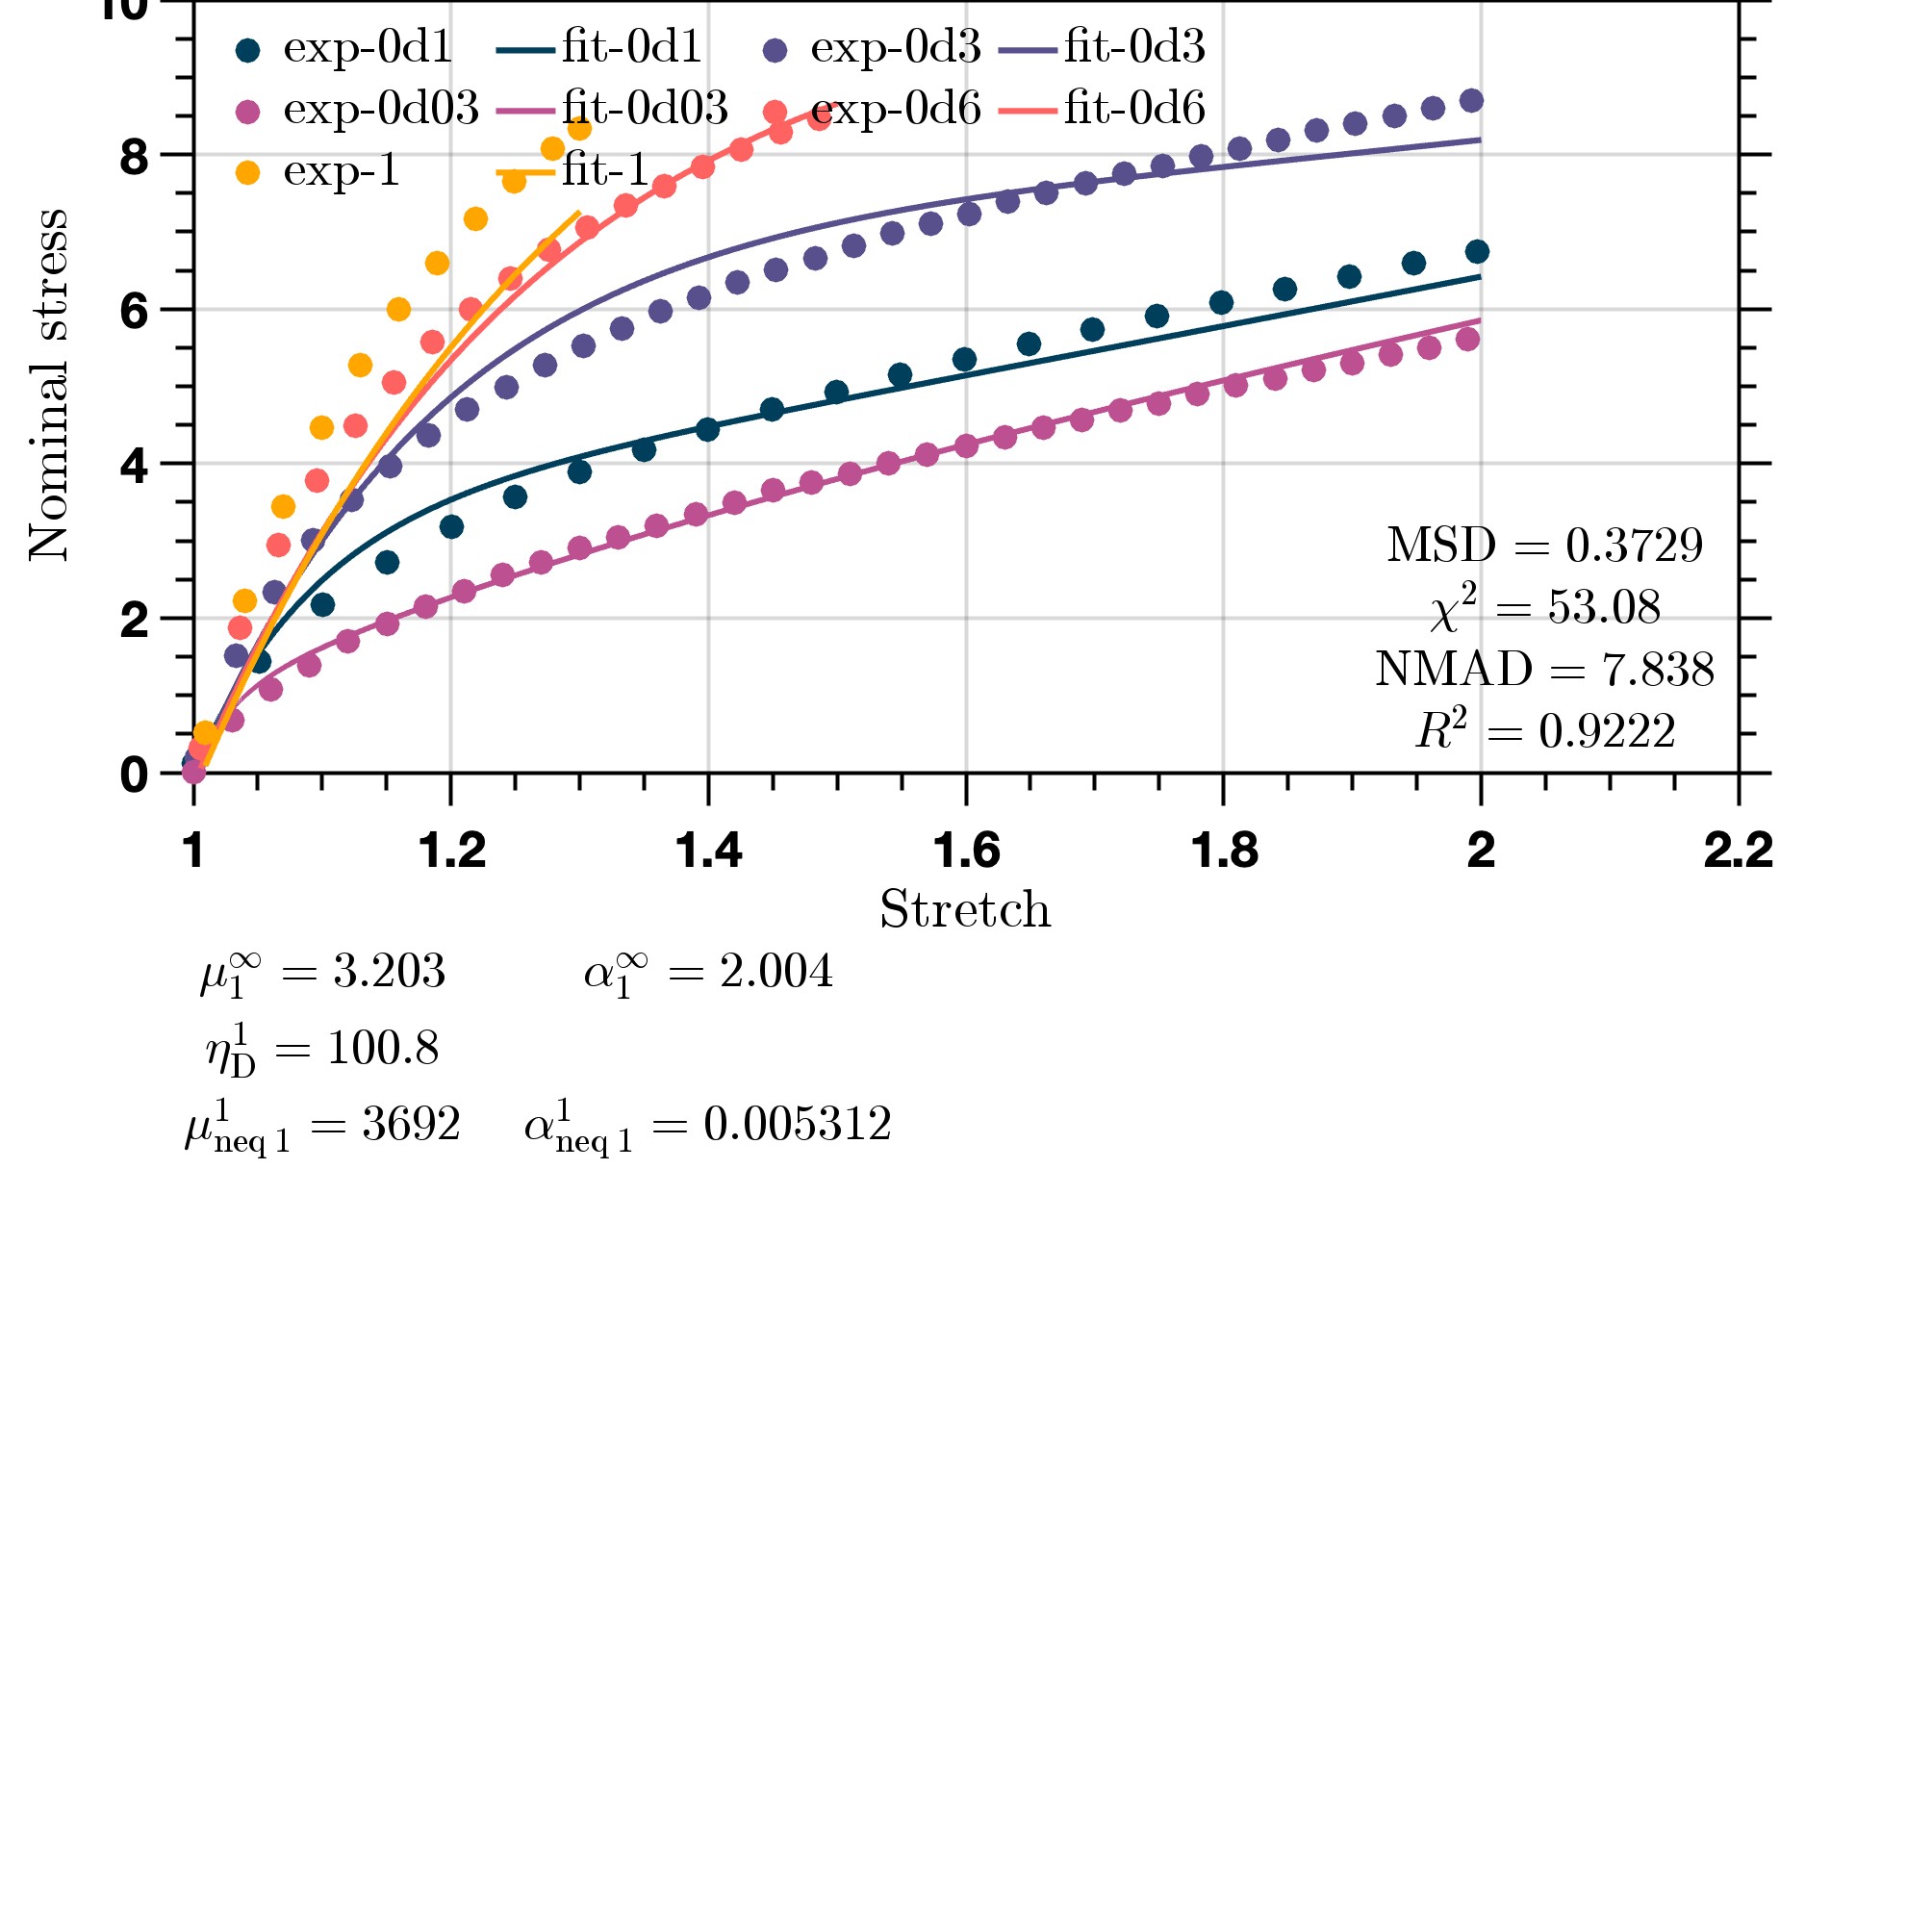 10
exp-0d1 fit-0d1 exp-0d3 fit-0d3
exp-0d03 fit-0d03 exp-0d6 fit-0d6
exp-1 fit-1
8
6
4
2
0
Nominal stress
MSD = 0.3729
χ² = 53.08
NMAD = 7.838
R² = 0.9222
1 1.2 1.4 1.6 1.8 2 2.2
Stretch
μ₁^∞ = 3.203 α₁^∞ = 2.004
η_D^1 = 100.8
μ_neq 1^1 = 3692 α_neq 1^1 = 0.005312